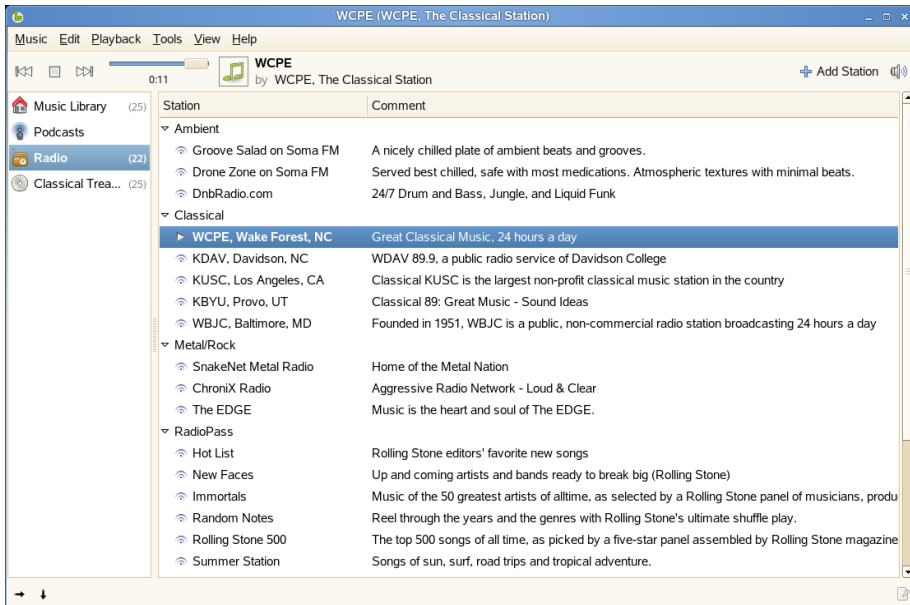 WCPE (WCPE, The Classical Station)
Music Edit Playback Tools View Help
WCPE
0:11 by WCPE, The Classical Station Add Station
Music Library (25) Station Comment
Podcasts Ambient
Groove Salad on Soma FM A nicely chilled plate of ambient beats and grooves.
Radio (22)
Drone Zone on Soma FM Served best chilled, safe with most medications. Atmospheric textures with minimal beats.
Classical Trea... (25)
DnbRadio.com 24/7 Drum and Bass, Jungle, and Liquid Funk
Classical
WCPE, Wake Forest, NC Great Classical Music, 24 hours a day
KDAV, Davidson, NC WDAV 89.9, a public radio service of Davidson College
KUSC, Los Angeles, CA Classical KUSC is the largest non-profit classical music station in the country
KBYU, Provo, UT Classical 89: Great Music - Sound Ideas
WBJC, Baltimore, MD Founded in 1951, WBJC is a public, non-commercial radio station broadcasting 24 hours a day
Metal/Rock
SnakeNet Metal Radio Home of the Metal Nation
ChroniX Radio Aggressive Radio Network - Loud & Clear
The EDGE Music is the heart and soul of The EDGE.
RadioPass
Hot List Rolling Stone editors' favorite new songs
New Faces Up and coming artists and bands ready to break big (Rolling Stone)
Immortals Music of the 50 greatest artists of alltime, as selected by a Rolling Stone panel of musicians, produ
Random Notes Reel through the years and the genres with Rolling Stone's ultimate shuffle play.
Rolling Stone 500 The top 500 songs of all time, as picked by a five-star panel assembled by Rolling Stone magazine
Summer Station Songs of sun, surf, road trips and tropical adventure.